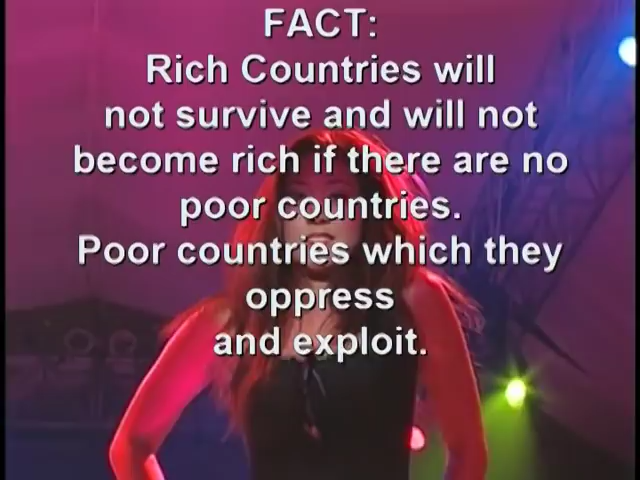 FACT:
Rich Countries will
not survive and will not
become rich if there are no
poor countries.
Poor countries which they
oppress
and exploit.